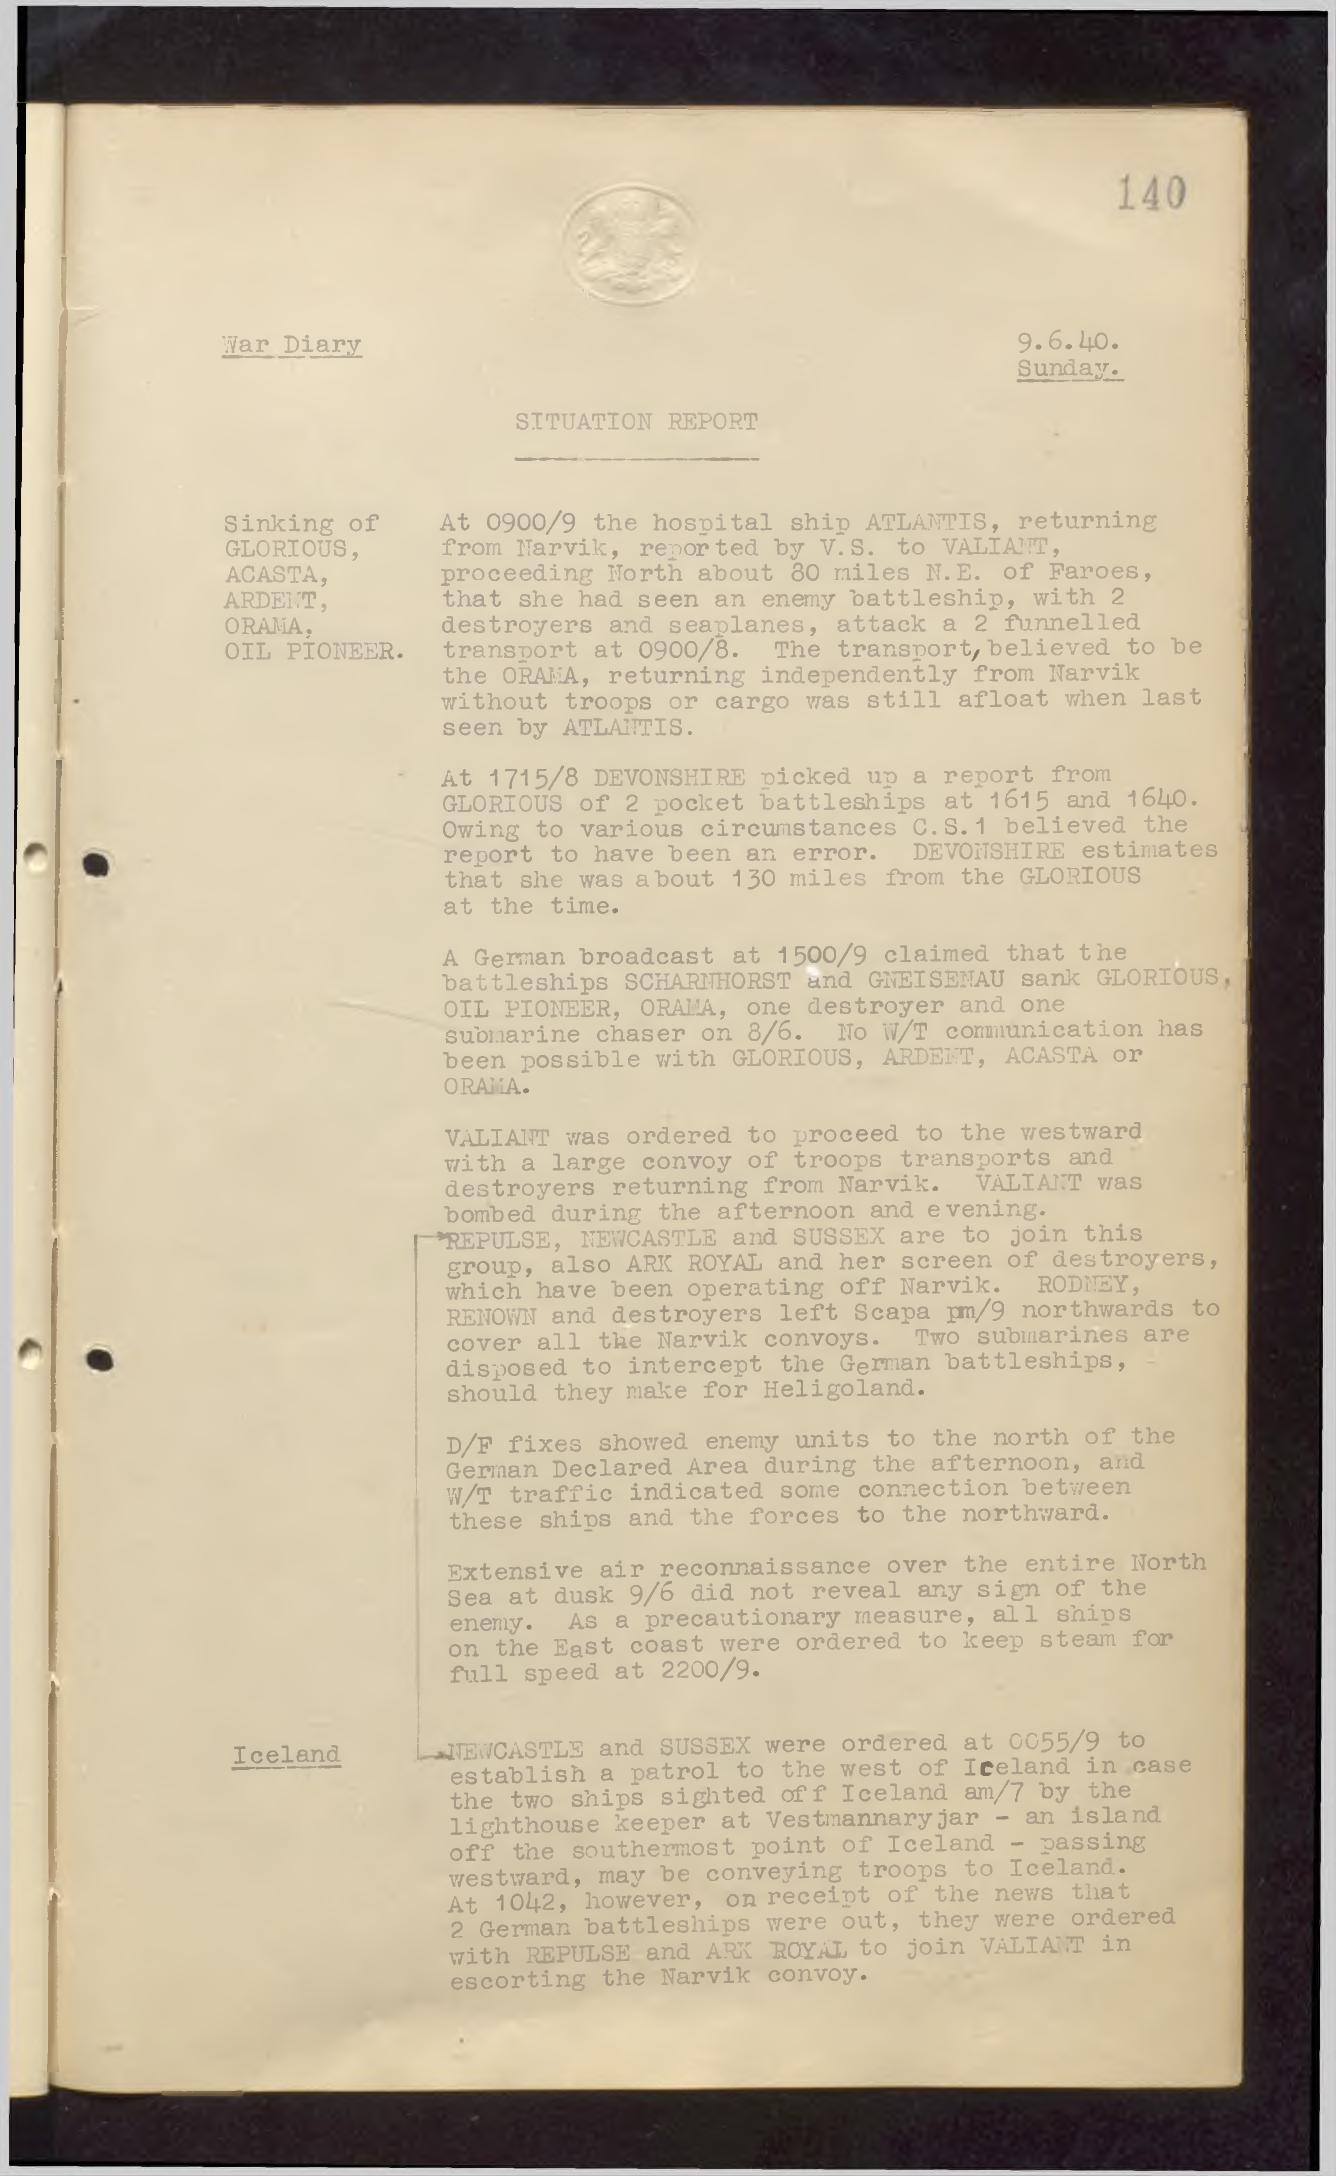 140
War Diary
9.6.40.
Sunday.
SITUATION REPORT
Sinking of
GLORIOUS,
ACASTA,
ARDENT,
ORAMA,
OIL PIONEER.
At 0900/9 the hospital ship ATLANTIS, returning
from Narvik, reported by V.S. to VALIANT,
proceeding North about 80 miles N.E. of Faroes,
that she had seen an enemy battleship, with 2
destroyers and seaplanes, attack a 2 funnelled
transport at 0900/8. The transport, believed to be
the ORAMA, returning independently from Narvik
without troops or cargo was still afloat when last
seen by ATLANTIS.
At 1715/8 DEVONSHIRE picked up a report from
GLORIOUS of 2 pocket battleships at 1615 and 1640.
Owing to various circumstances C.S.1 believed the
report to have been an error. DEVONSHIRE estimates
that she was about 130 miles from the GLORIOUS
at the time.
A German broadcast at 1500/9 claimed that the
battleships SCHARNHORST and GNEISENAU sank GLORIOUS,
OIL PIONEER, ORAMA, one destroyer and one
submarine chaser on 8/6. No W/T communication has
been possible with GLORIOUS, ARDENT, ACASTA or
ORAMA.
VALIANT was ordered to proceed to the westward
with a large convoy of troops transports and
destroyers returning from Narvik. VALIANT was
bombed during the afternoon and evening.
REPULSE, NEWCASTLE and SUSSEX are to join this
group, also ARK ROYAL and her screen of destroyers,
which have been operating off Narvik. RODNEY,
RENOWN and destroyers left Scapa pm/9 northwards to
cover all the Narvik convoys. Two submarines are
disposed to intercept the German battleships,
should they make for Heligoland.
D/F fixes showed enemy units to the north of the
German Declared Area during the afternoon, and
W/T traffic indicated some connection between
these ships and the forces to the northward.
Extensive air reconnaissance over the entire North
Sea at dusk 9/6 did not reveal any sign of the
enemy. As a precautionary measure, all ships
on the East coast were ordered to keep steam for
full speed at 2200/9.
Iceland
NEWCASTLE and SUSSEX were ordered at 0055/9 to
establish a patrol to the west of Iceland in case
the two ships sighted off Iceland am/7 by the
lighthouse keeper at Vestmannaryjar - an island
off the southermost point of Iceland - passing
westward, may be conveying troops to Iceland.
At 1042, however, on receipt of the news that
2 German battleships were out, they were ordered
with REPULSE and ARK ROYAL to join VALIANT in
escorting the Narvik convoy.